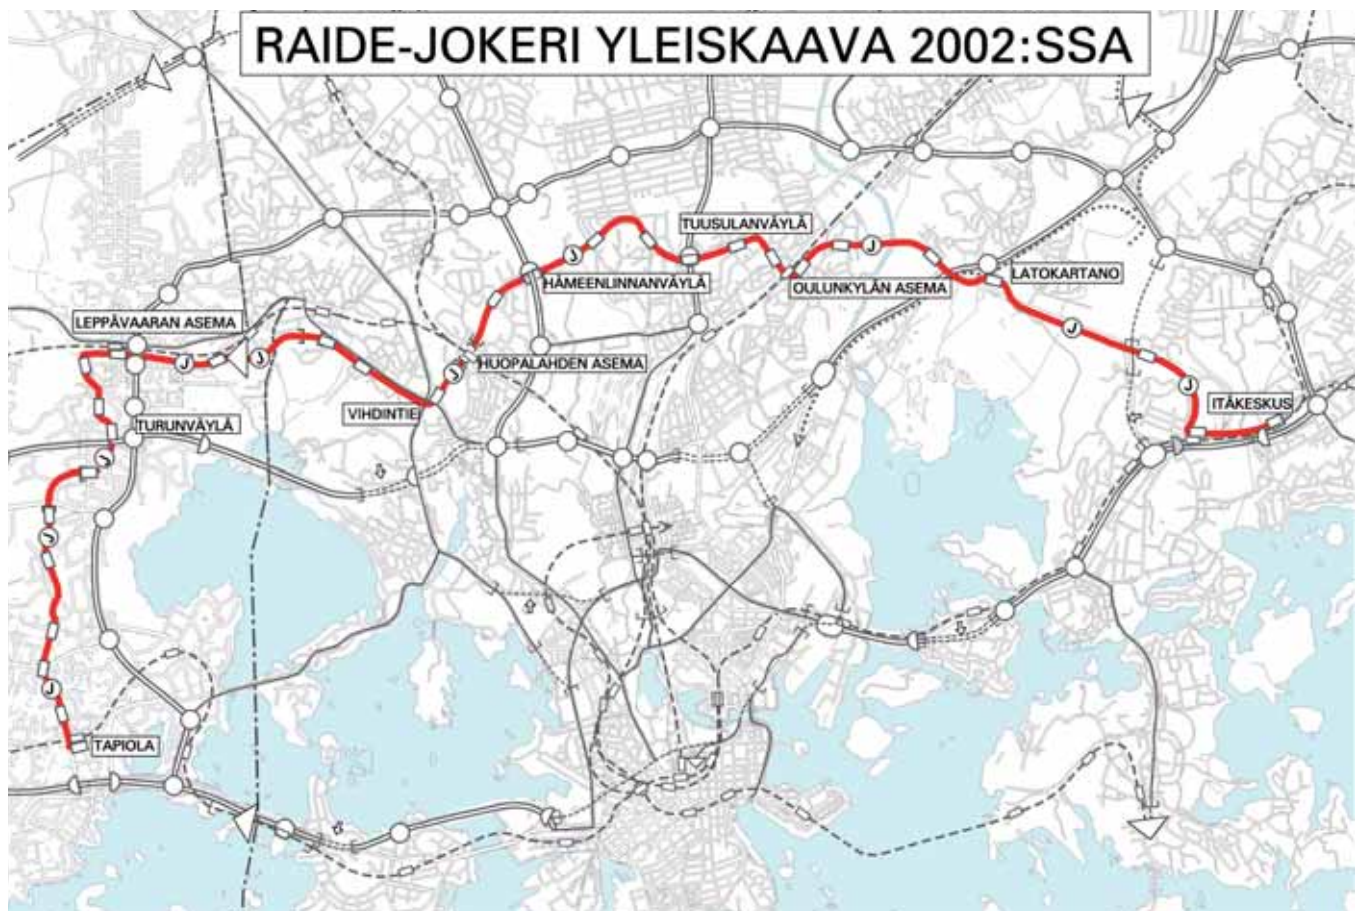 RAIDE-JOKERI YLEISKAAVA 2002:SSA
TUUSULANVÄYLÄ
LATOKARTANO
HÄMEENLINNANVÄYLÄ
OULUNKYLÄN ASEMA
LEPPÄVAARAN ASEMA
HUOPALAHDEN ASEMA
VIHDINTIE
ITÄKESKUS
TURUNVÄYLÄ
TAPIOLA
J
J
J
J
J
J
J
J
J
J